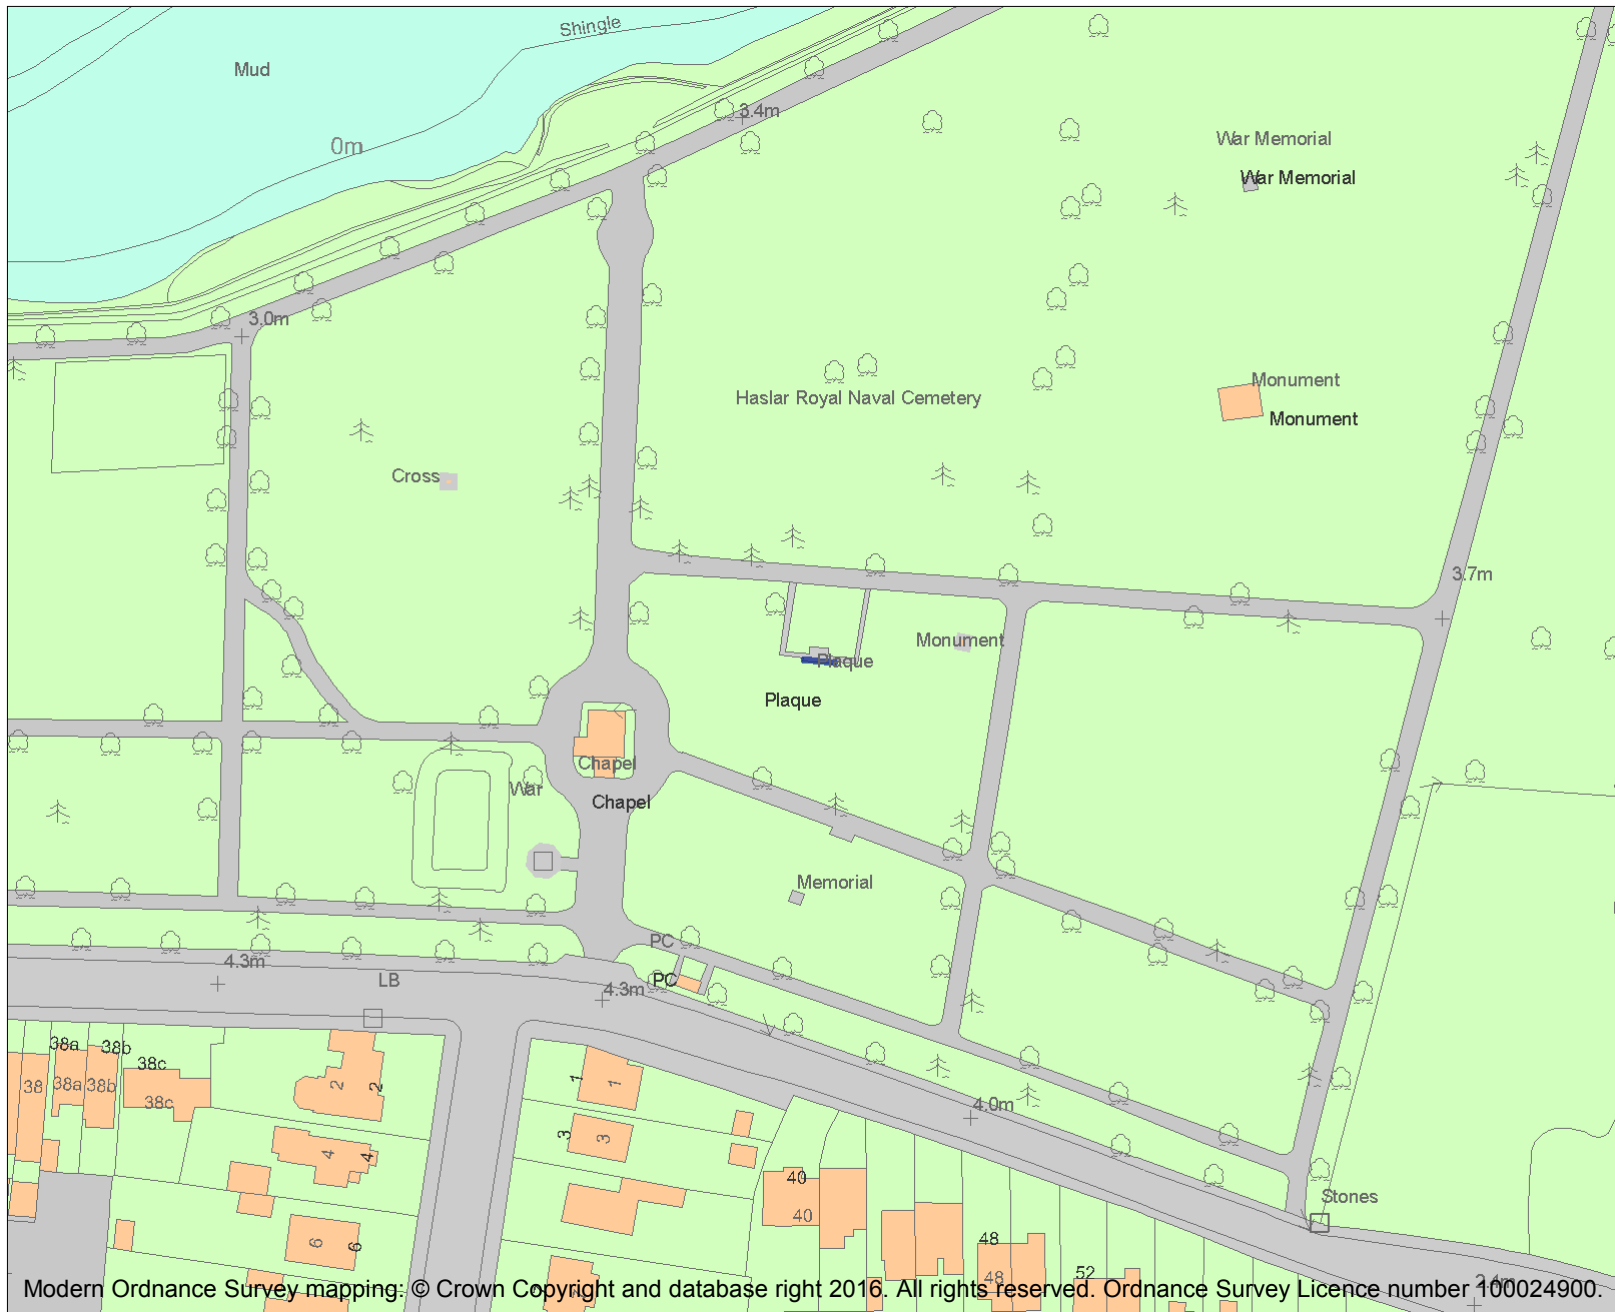 Shingle
Mud
3.4m
War Memorial
0m
War Memorial
3.0m
Monument
Haslar Royal Naval Cemetery
Monument
Cross
3.7m
Monument
Plaque
Plaque
Chapel
War
Chapel
Memorial
PC
4.3m
LB
PC
4.3m
38a
38b
38c
38
38a
38b
38c
2
2
1
1
4.0m
3
3
4
4
40
40
Stones
6
6
48
48
52
2.4m
Modern Ordnance Survey mapping: © Crown Copyright and database right 2016. All rights reserved. Ordnance Survey Licence number 100024900.